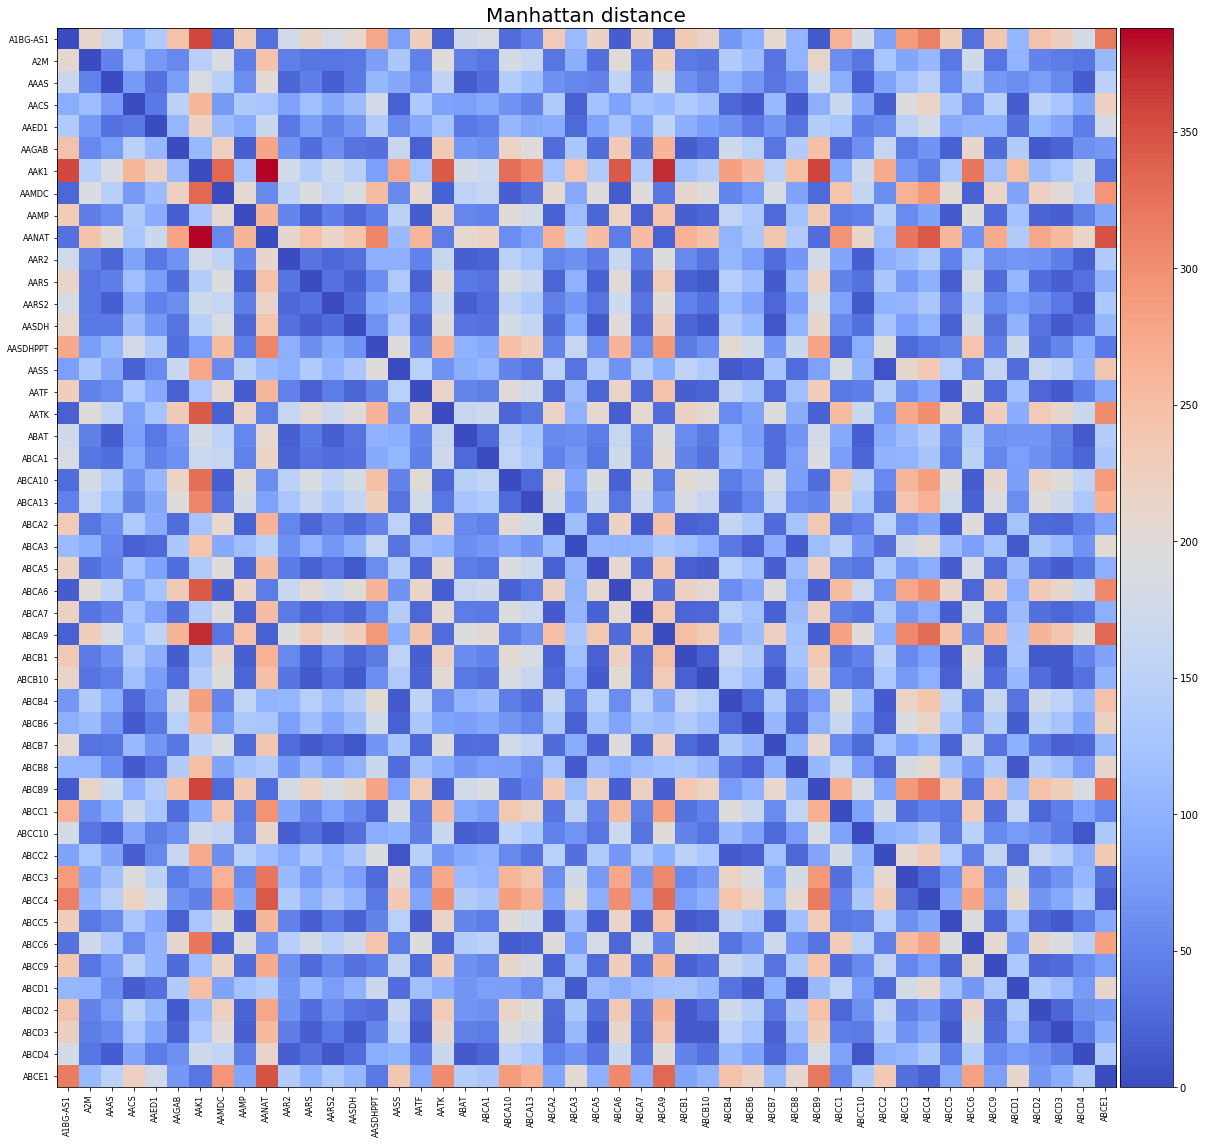 Manhattan distance
A1BG-AS1
A2M
AAAS
AACS
AAED1
AAGAB
AAK1
AAMDC
AAMP
AANAT
AAR2
AARS
AARS2
AASDH
AASDHPPT
AASS
AATF
AATK
ABAT
ABCA1
ABCA10
ABCA13
ABCA2
ABCA3
ABCA5
ABCA6
ABCA7
ABCA9
ABCB1
ABCB10
ABCB4
ABCB6
ABCB7
ABCB8
ABCB9
ABCC1
ABCC10
ABCC2
ABCC3
ABCC4
ABCC5
ABCC6
ABCC9
ABCD1
ABCD2
ABCD3
ABCD4
ABCE1
A1BG-AS1 A2M AAAS AACS AAED1 AAGAB AAK1 AAMDC AAMP AANAT AAR2 AARS AARS2 AASDH AASDHPPT AASS AATF AATK ABAT ABCA1 ABCA10 ABCA13 ABCA2 ABCA3 ABCA5 ABCA6 ABCA7 ABCA9 ABCB1 ABCB10 ABCB4 ABCB6 ABCB7 ABCB8 ABCB9 ABCC1 ABCC10 ABCC2 ABCC3 ABCC4 ABCC5 ABCC6 ABCC9 ABCD1 ABCD2 ABCD3 ABCD4 ABCE1
350
300
250
200
150
100
50
0